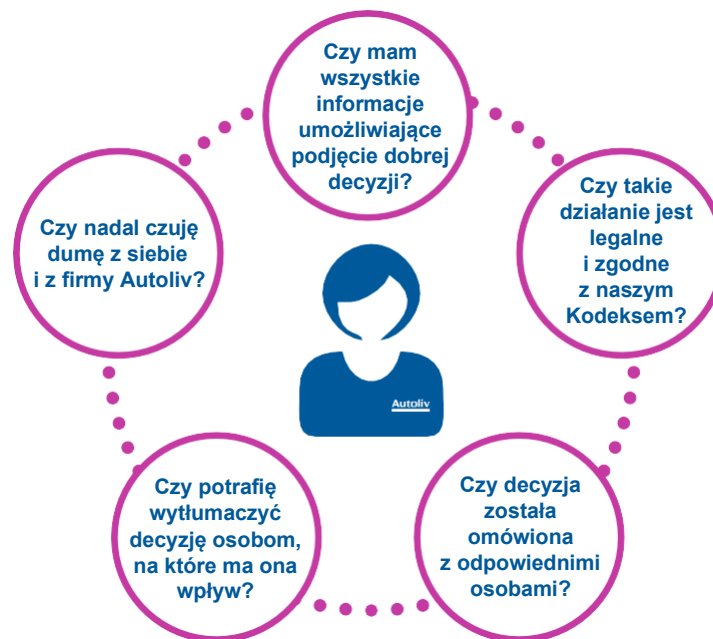 Czy mam
wszystkie
informacje
umożliwiające
podjęcie dobrej
decyzji?
Czy takie
działanie jest
legalne
i zgodne
z naszym
Kodeksem?
Czy decyzja
została
omówiona
z odpowiednimi
osobami?
Czy potrafię
wytłumaczyć
decyzję osobom,
na które ma ona
wpływ?
Czy nadal czuję
dumę z siebie
i z firmy Autoliv?
Autoliv